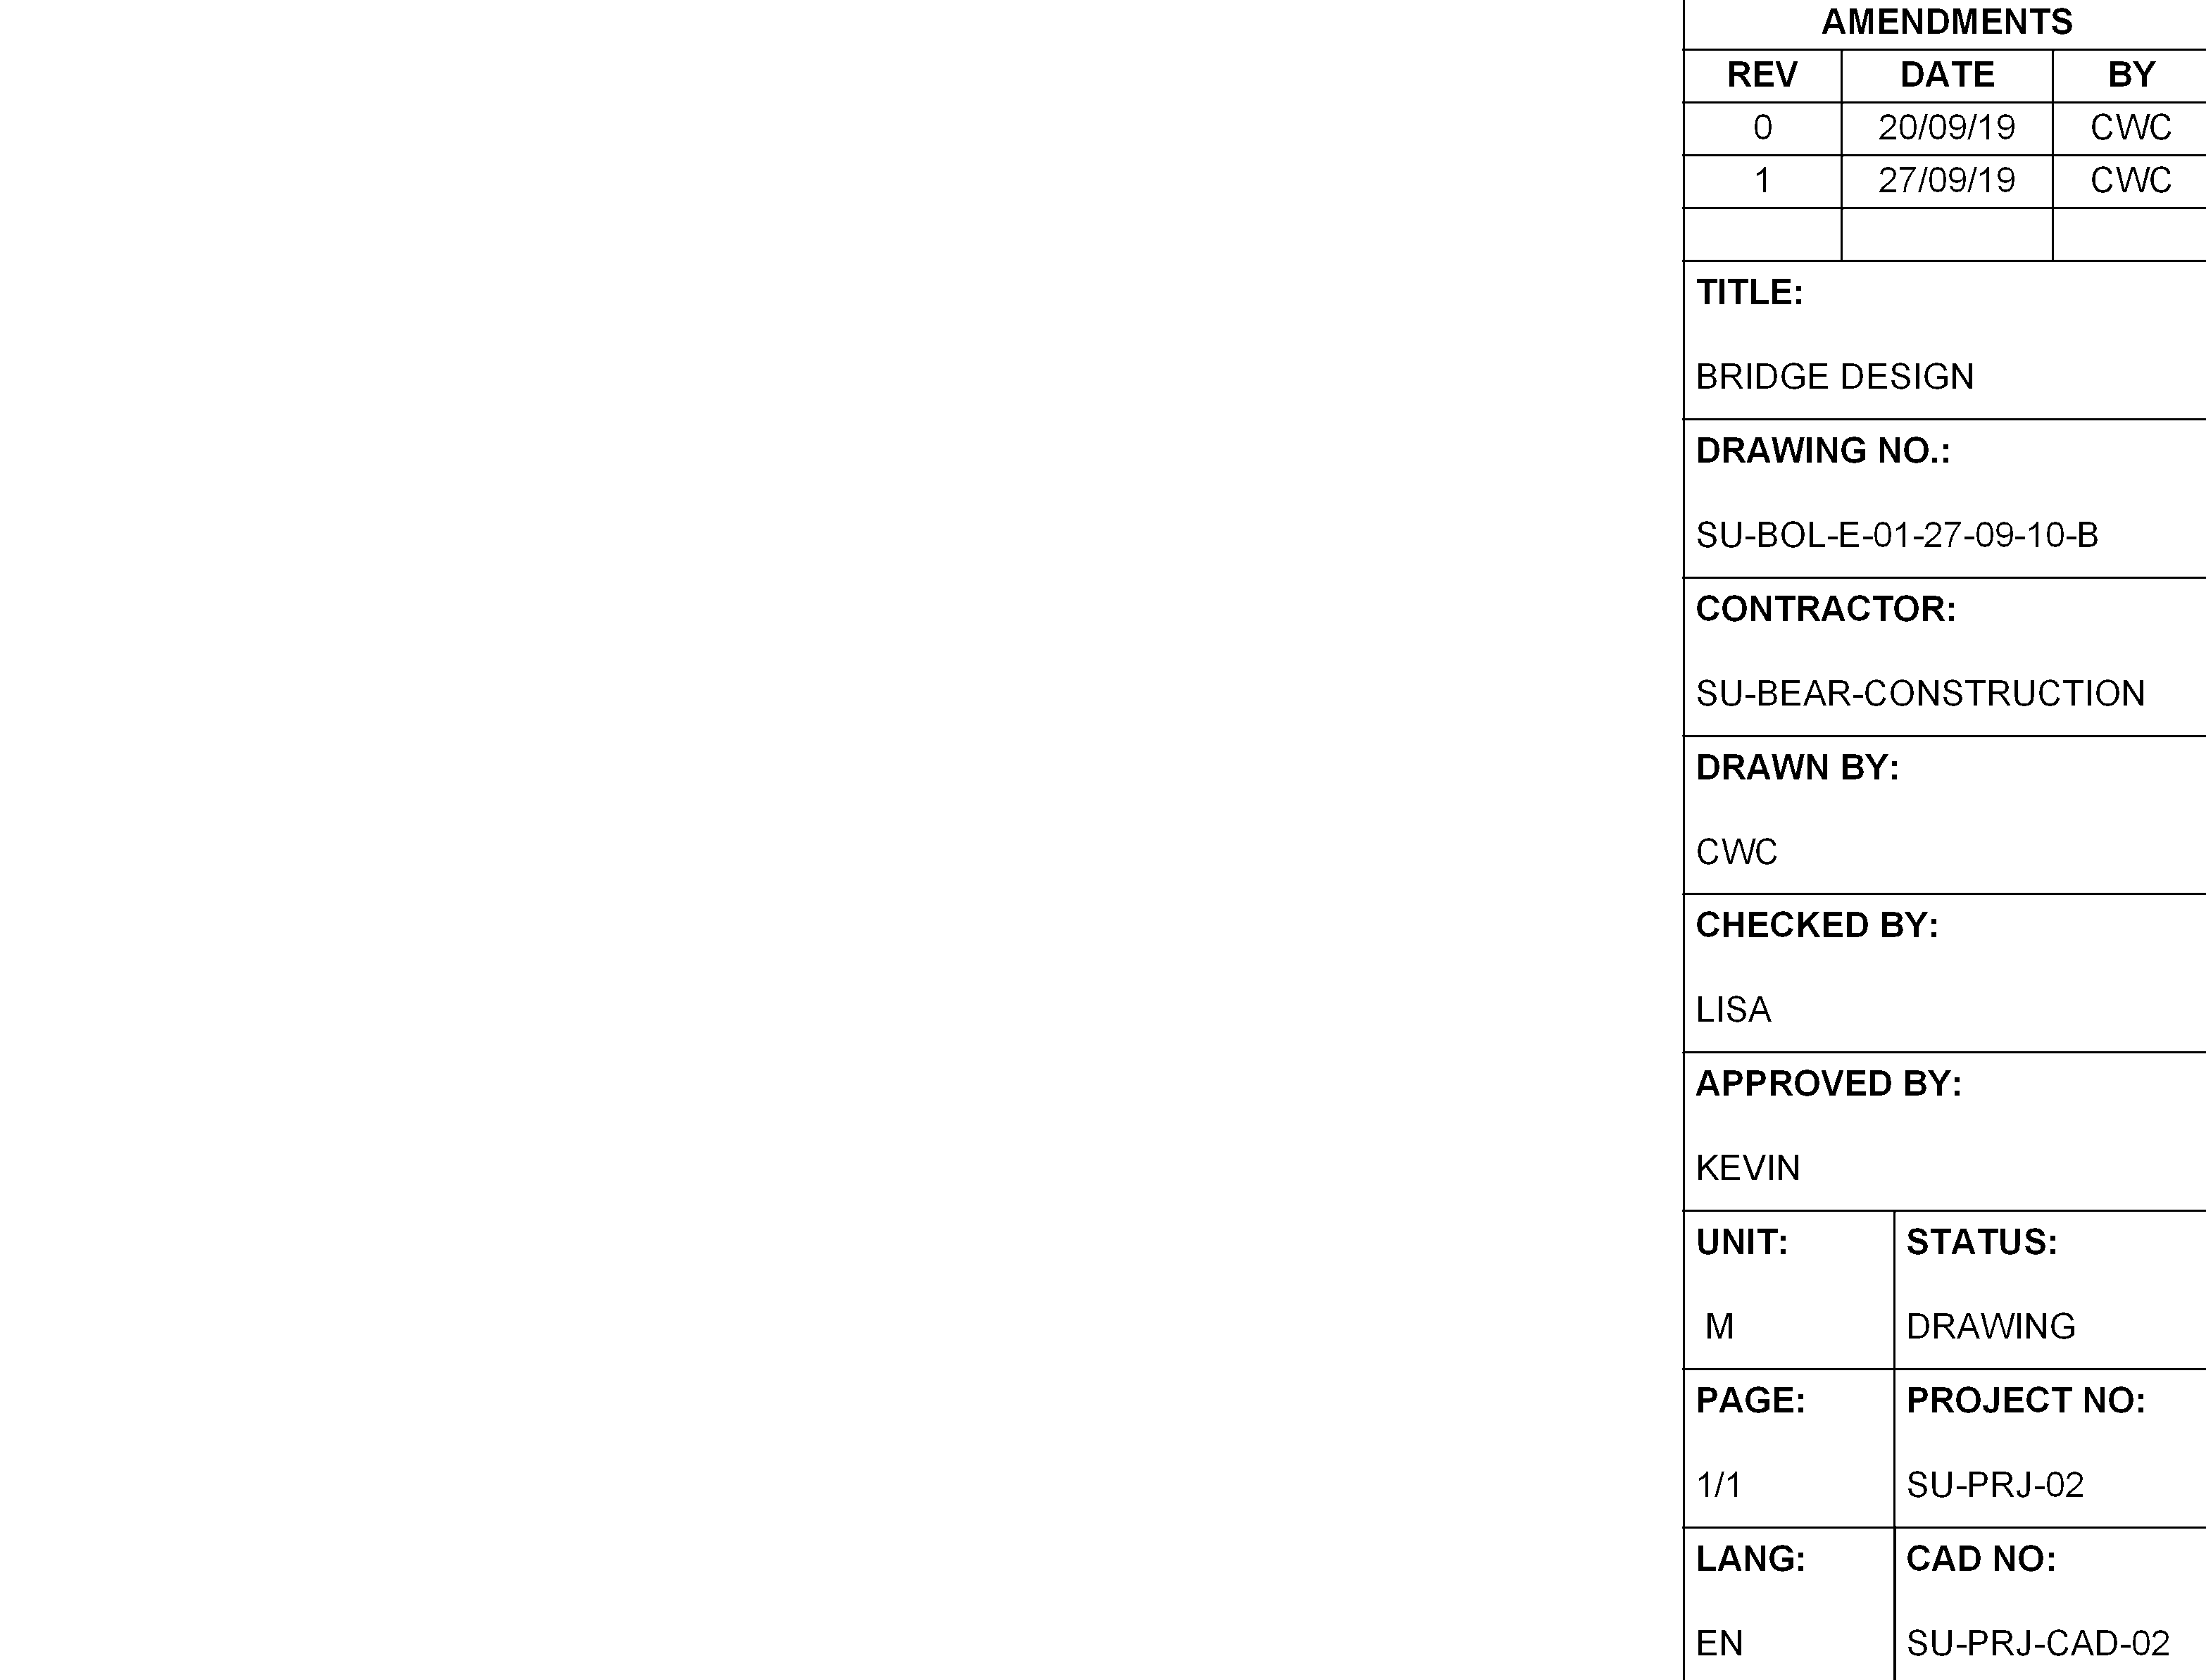 AMENDMENTS
REV DATE BY
0 20/09/19 CWC
1 27/09/19 CWC
TITLE:
BRIDGE DESIGN
DRAWING NO.:
SU-BOL-E-01-27-09-10-B
CONTRACTOR:
SU-BEAR-CONSTRUCTION
DRAWN BY:
CWC
CHECKED BY:
LISA
APPROVED BY:
KEVIN
UNIT: STATUS:
M DRAWING
PAGE: PROJECT NO:
1/1 SU-PRJ-02
LANG: CAD NO:
EN SU-PRJ-CAD-02